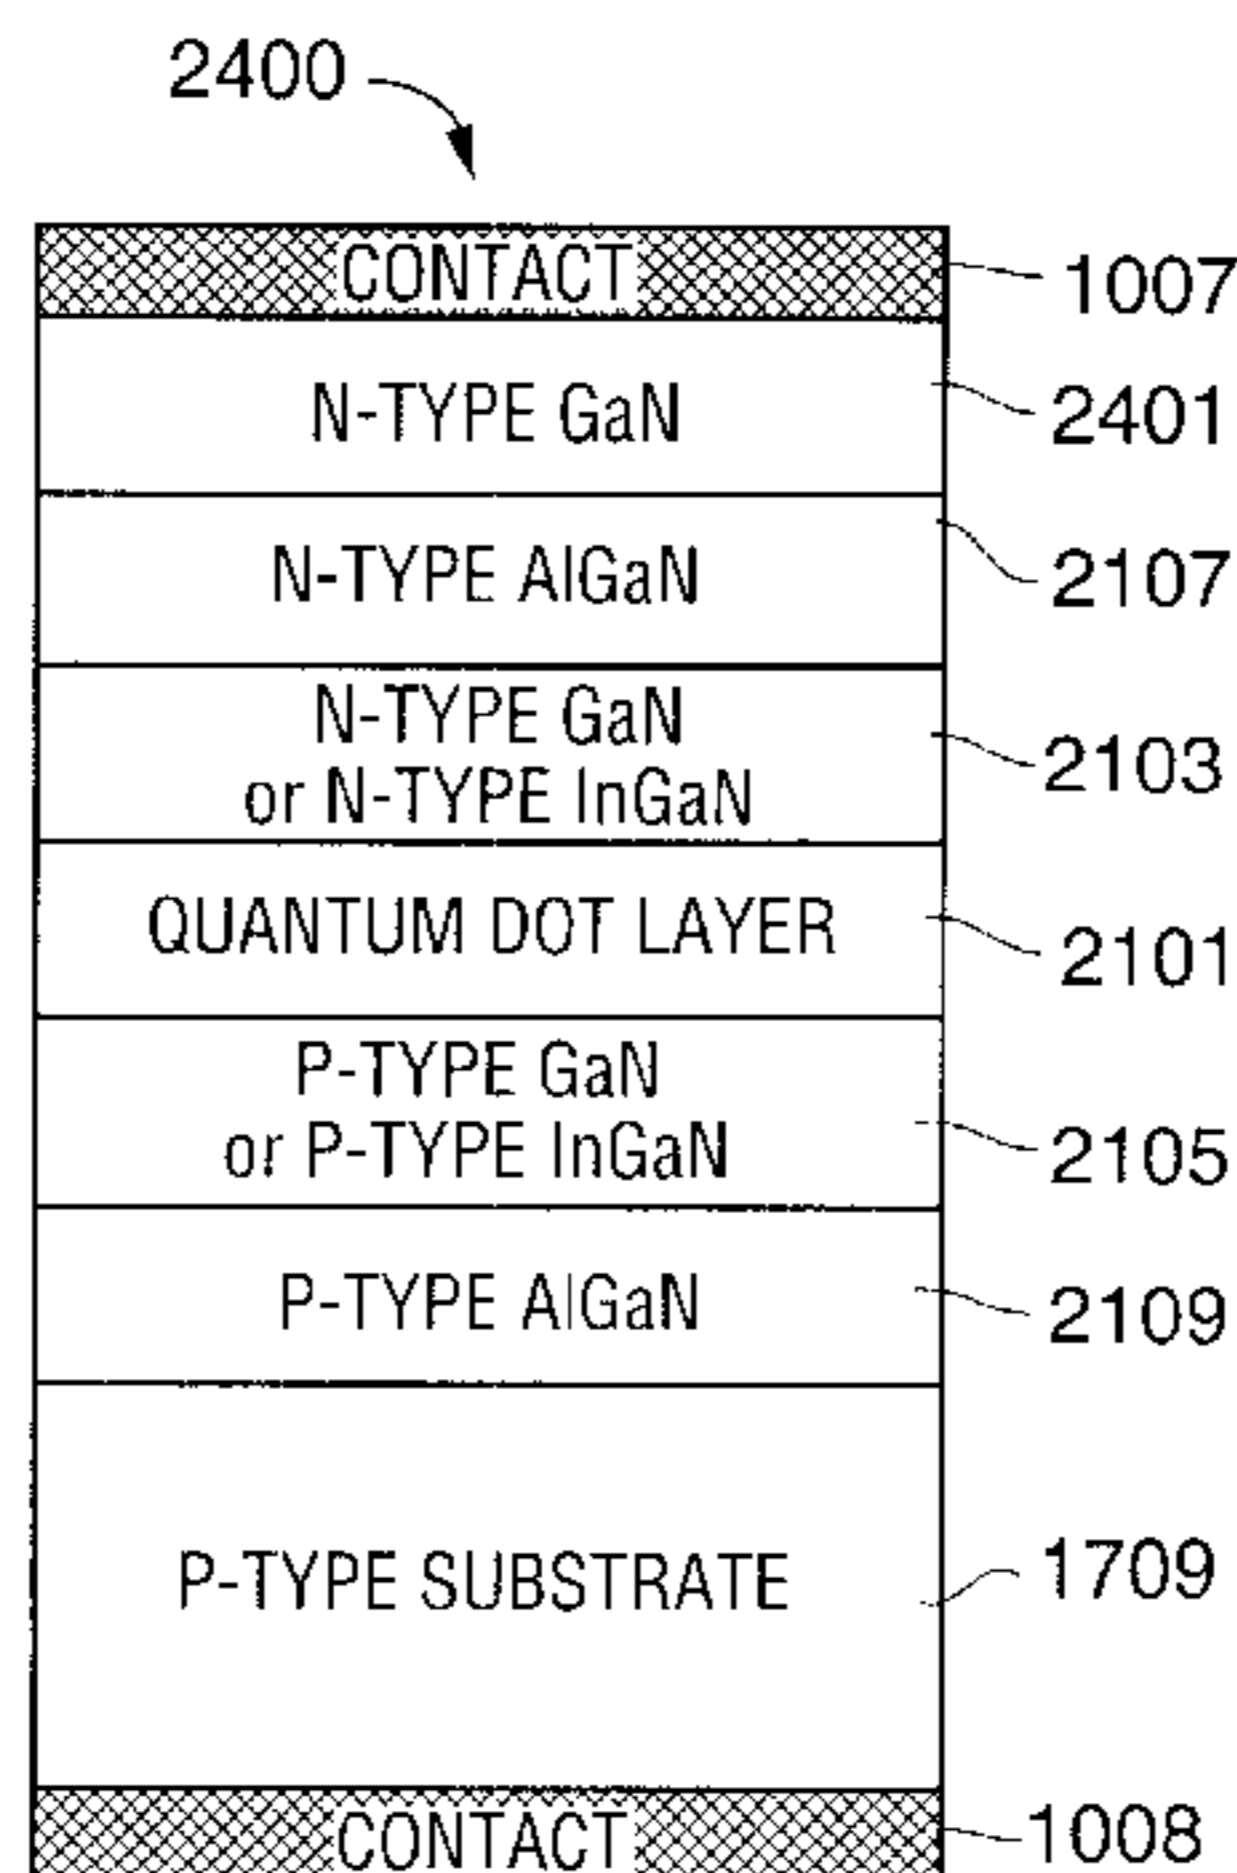 2400
CONTACT 1007
N-TYPE GaN 2401
N-TYPE AlGaN 2107
N-TYPE GaN
or N-TYPE InGaN 2103
QUANTUM DOT LAYER 2101
P-TYPE GaN
or P-TYPE InGaN 2105
P-TYPE AlGaN 2109
P-TYPE SUBSTRATE 1709
CONTACT 1008